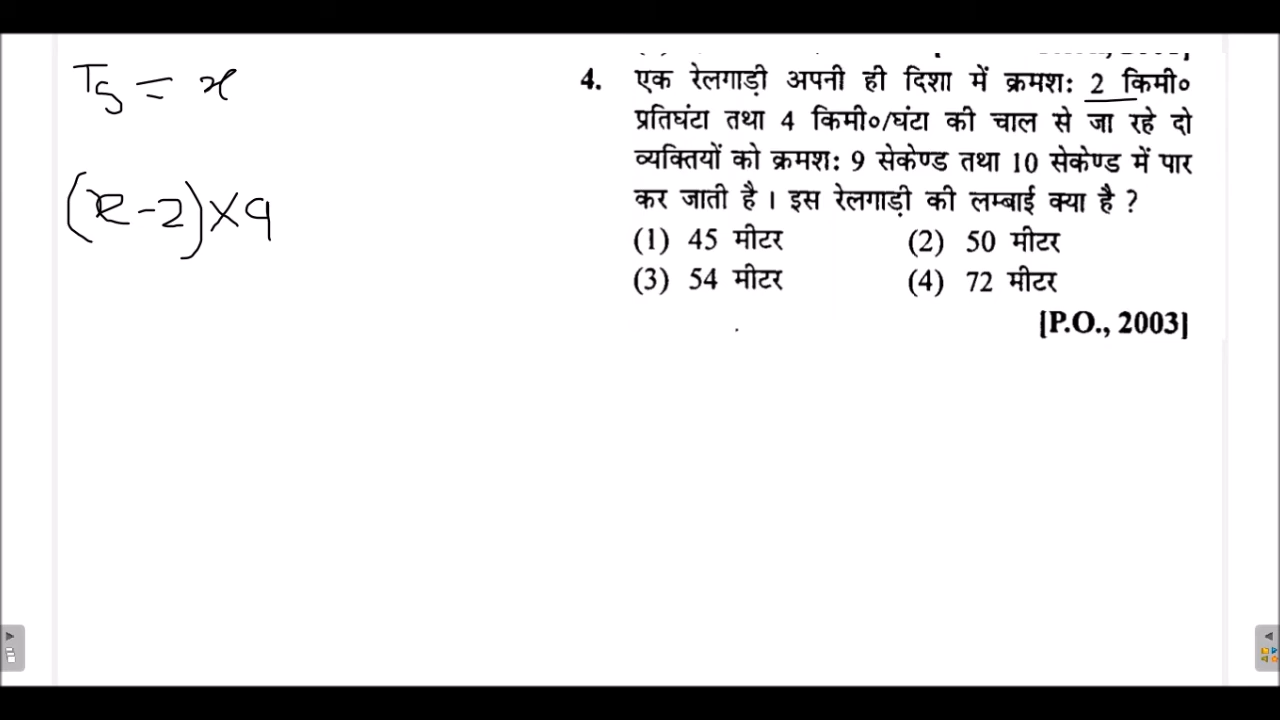 T_S = x
(x-2)×9
4. एक रेलगाड़ी अपनी ही दिशा में क्रमश: 2 किमी०
प्रतिघंटा तथा 4 किमी०/घंटा की चाल से जा रहे दो
व्यक्तियों को क्रमश: 9 सेकेण्ड तथा 10 सेकेण्ड में पार
कर जाती है । इस रेलगाड़ी की लम्बाई क्या है ?
(1) 45 मीटर (2) 50 मीटर
(3) 54 मीटर (4) 72 मीटर
[P.O., 2003]